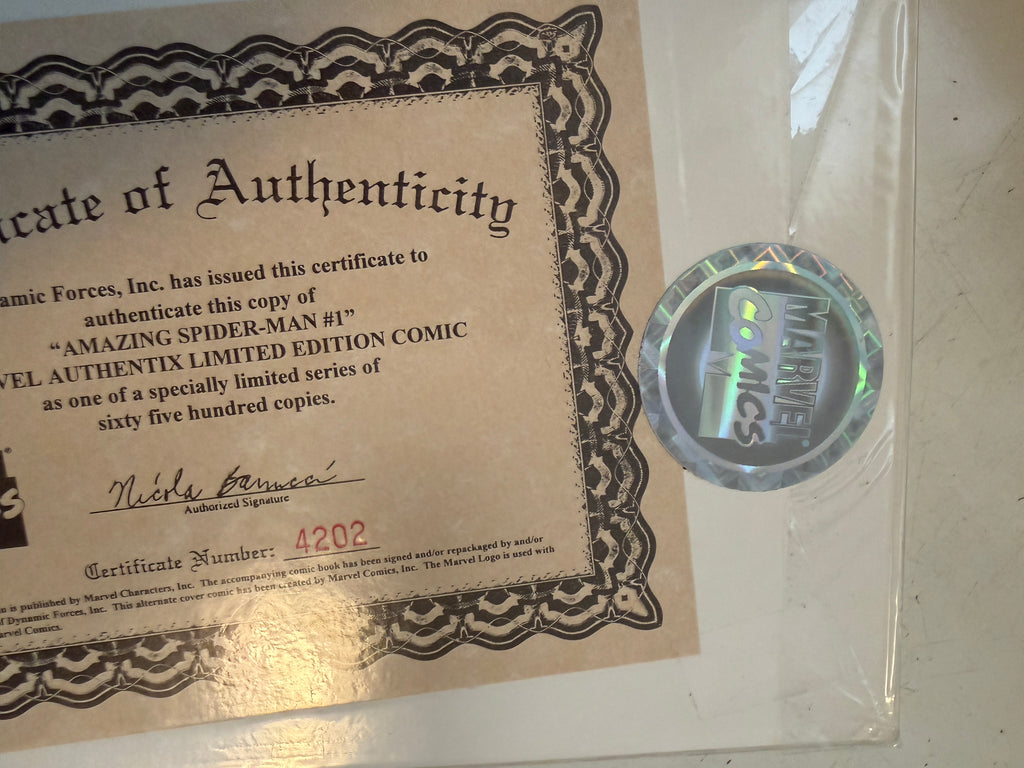 icate of Authenticity
amic Forces, Inc. has issued this certificate to
authenticate this copy of
“AMAZING SPIDER-MAN #1”
VEL AUTHENTIX LIMITED EDITION COMIC
as one of a specially limited series of
sixty five hundred copies.
Nicola
Authorized Signature
Certificate Number: 4202
n is published by Marvel Characters, Inc. The accompanying comic book has been signed and/or repackaged by and/or
f Dynamic Forces, Inc. This alternate cover comic has been created by Marvel Comics, Inc. The Marvel Logo is used with
arvel Comics.
MARVEL
COMICS
M